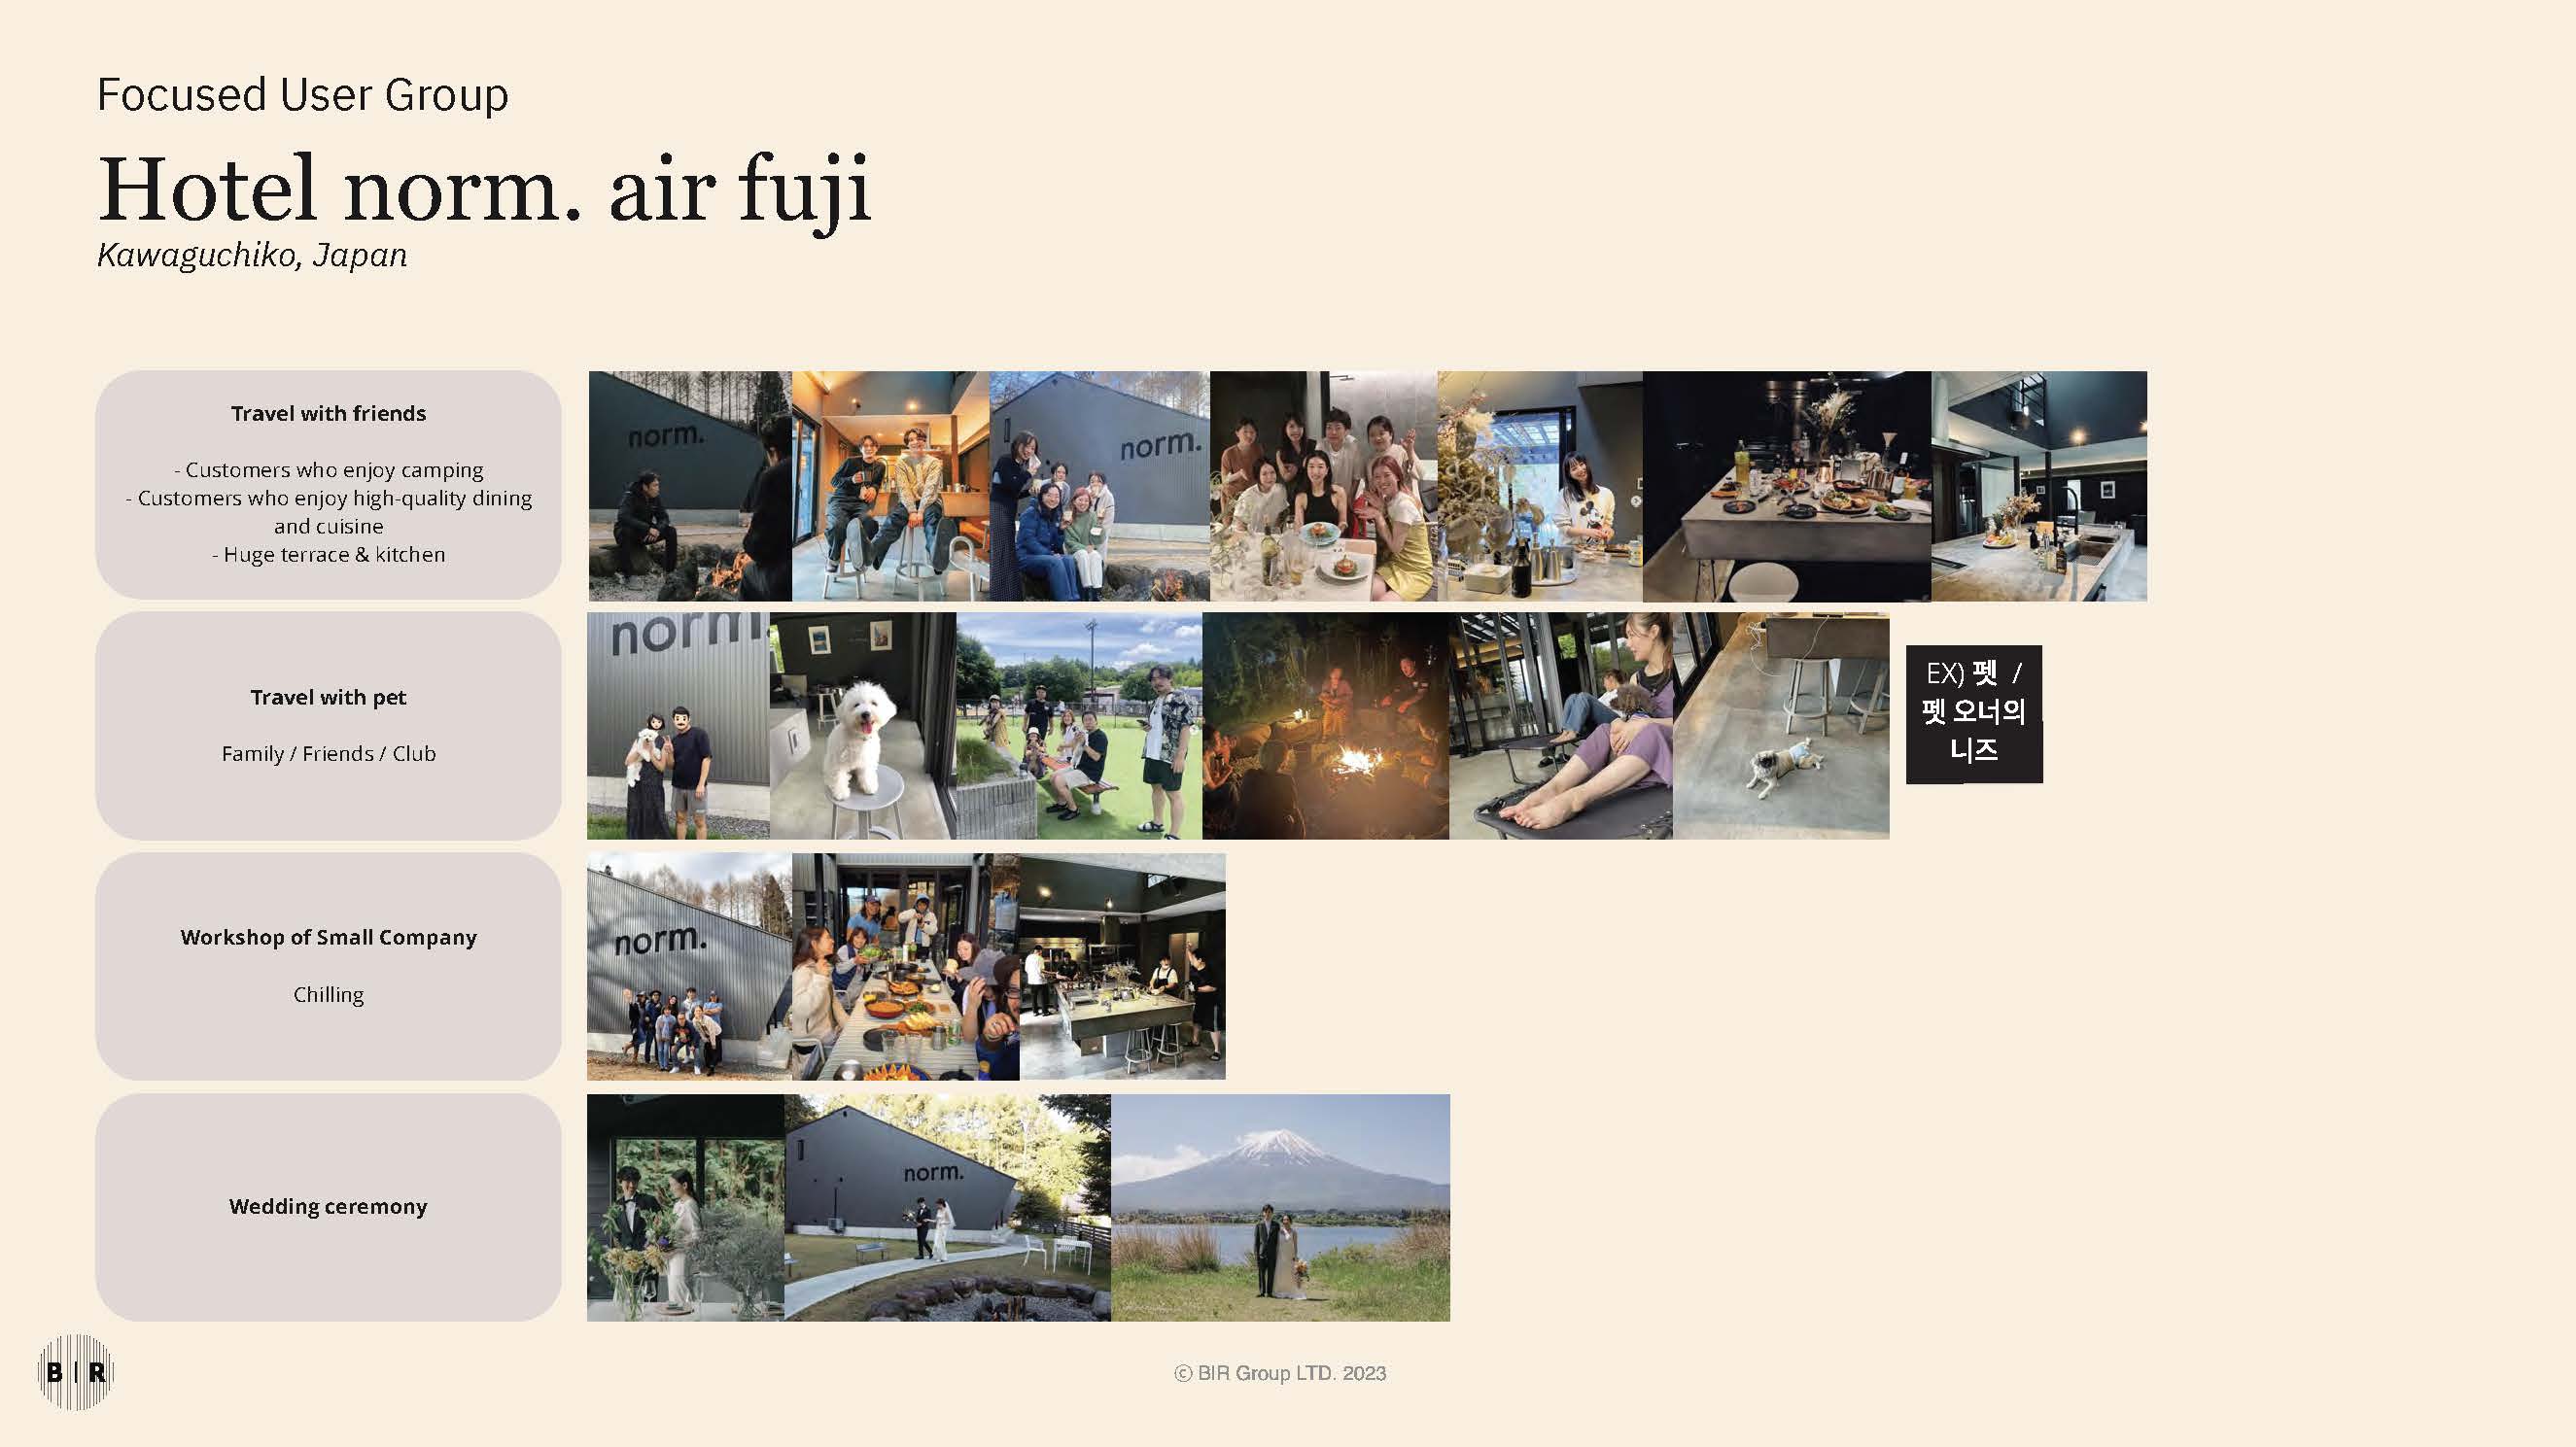 Focused User Group
Hotel norm. air fuji
Kawaguchiko, Japan
Travel with friends
- Customers who enjoy camping
- Customers who enjoy high-quality dining
and cuisine
- Huge terrace & kitchen
norm.
norm.
Travel with pet
Family / Friends / Club
norm.
EX) 펫 /
펫 오너의
니즈
Workshop of Small Company
Chilling
norm.
Wedding ceremony
norm.
B | R
© BIR Group LTD. 2023